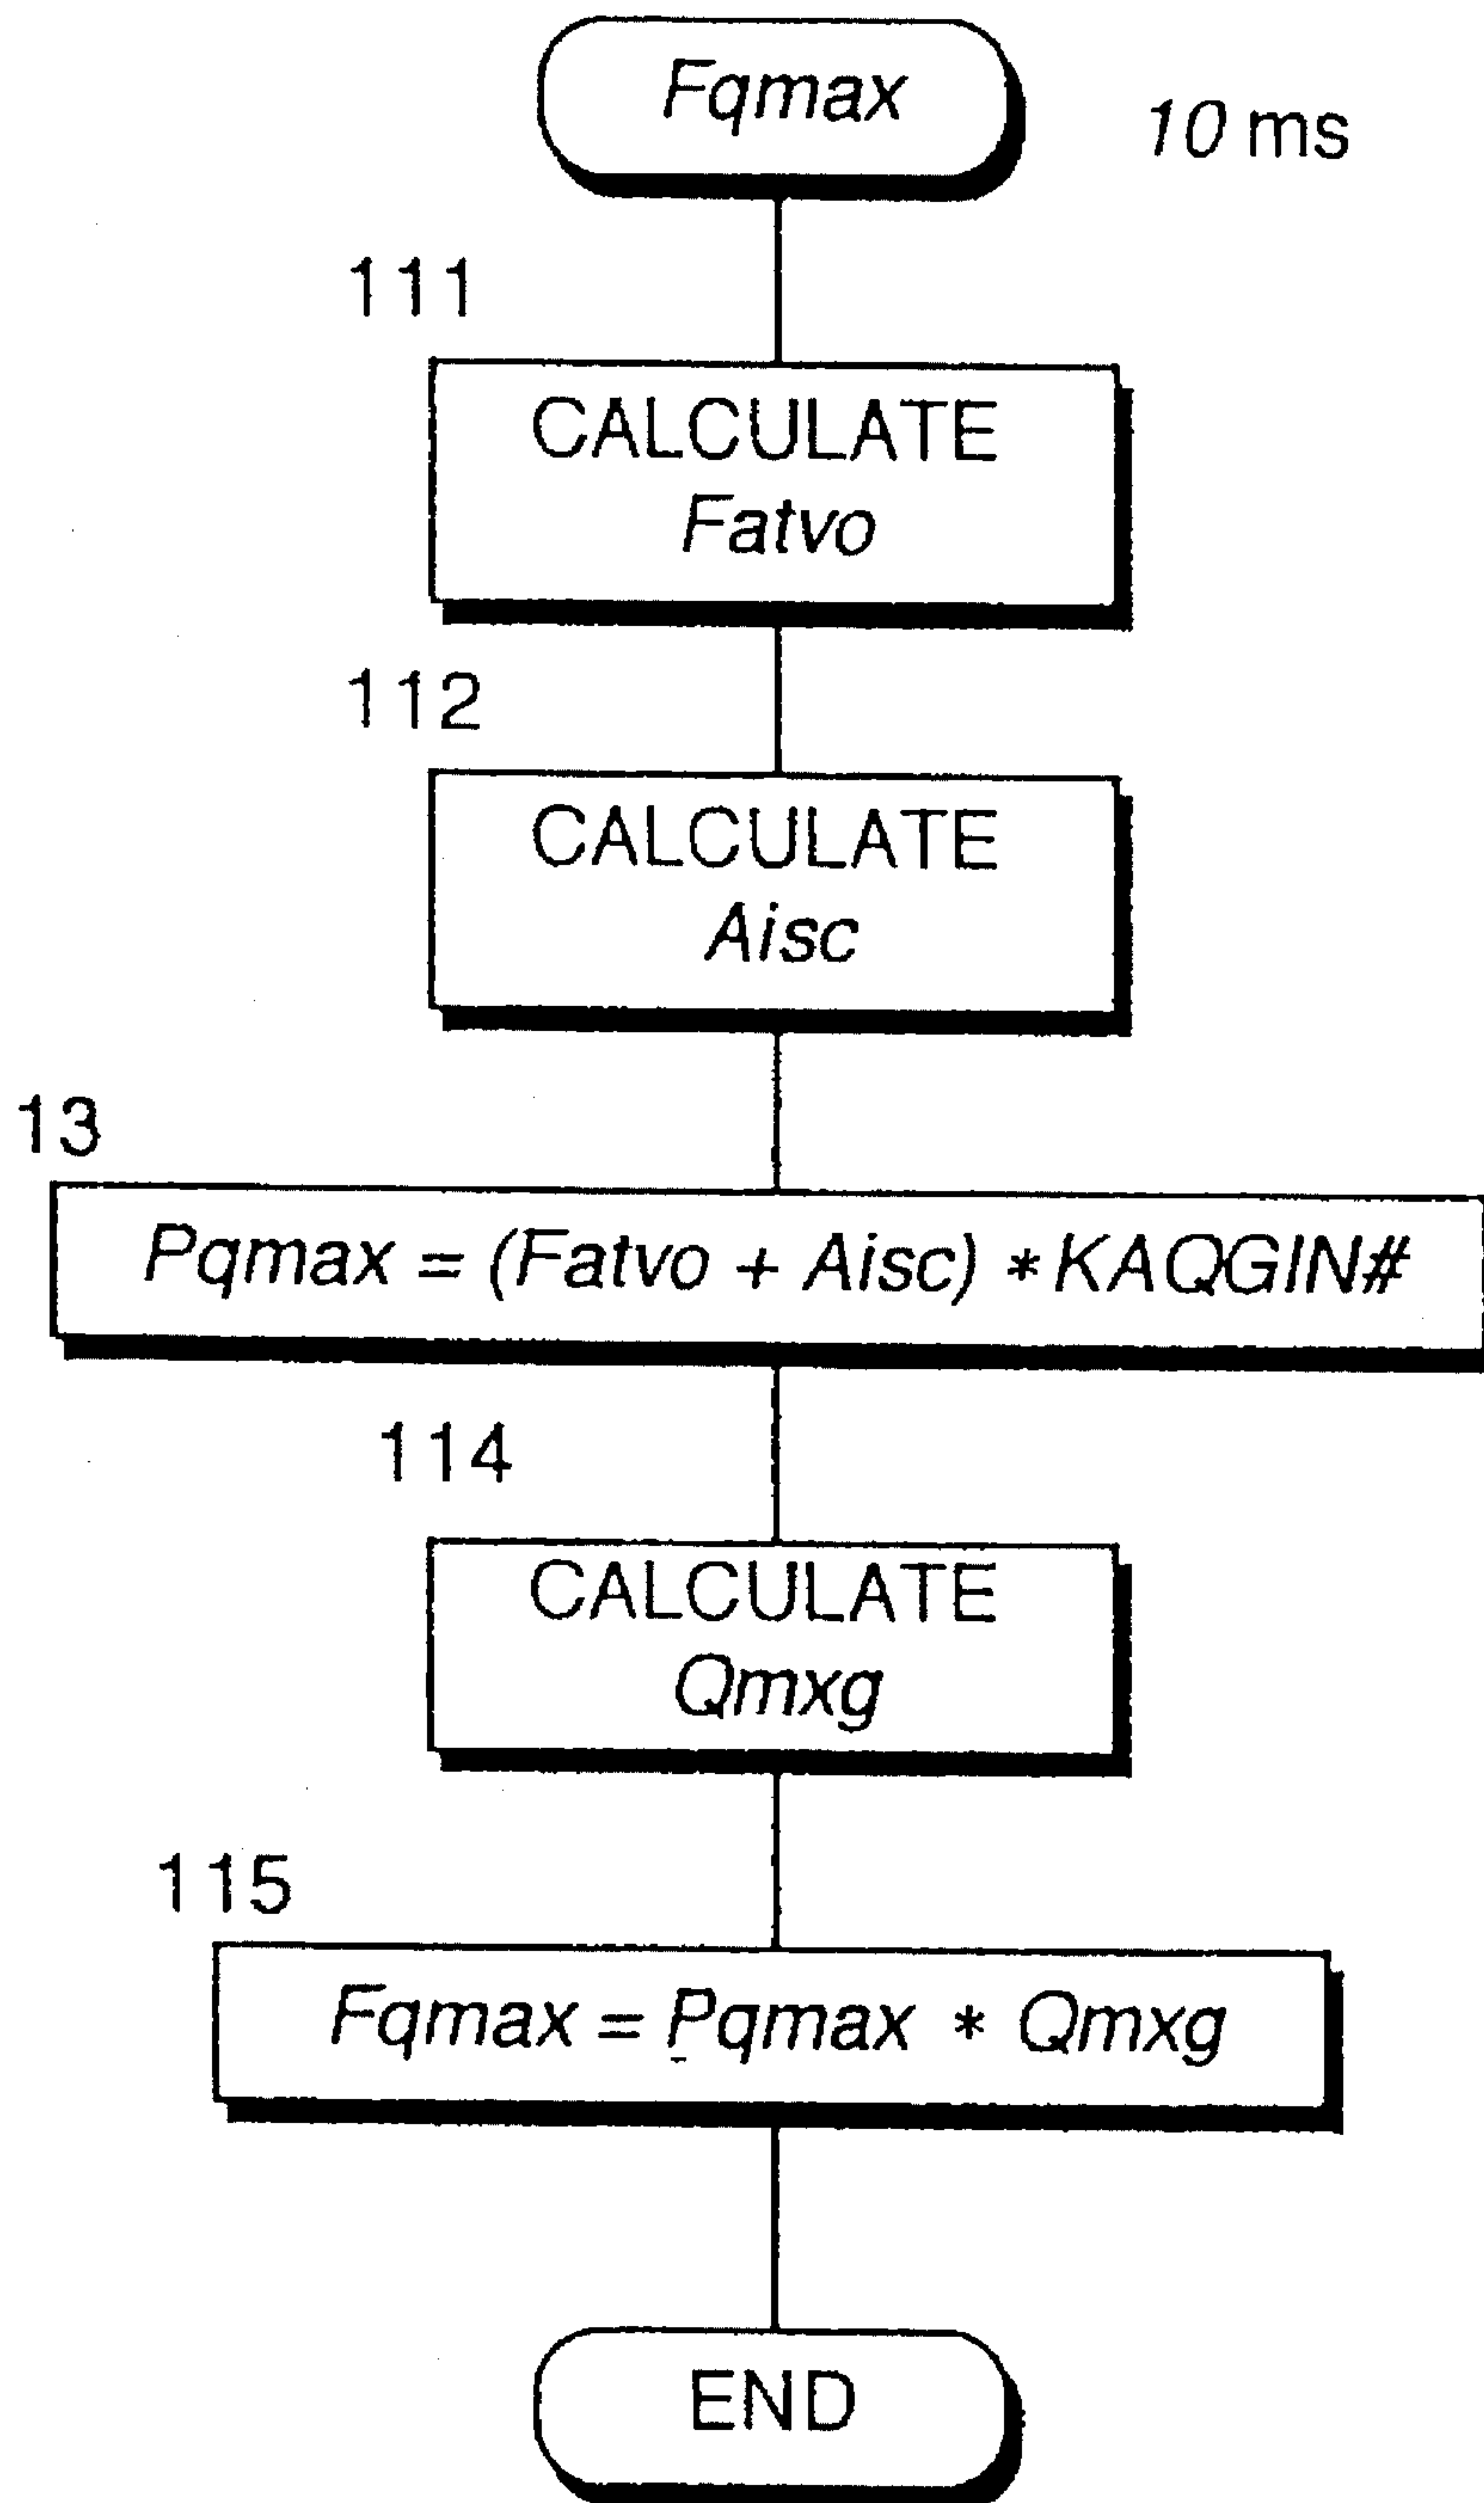 Fqmax
10 ms
111
CALCULATE
Fatvo
112
CALCULATE
Aisc
13
Pqmax = (Fatvo + Aisc) * KAQGIN#
114
CALCULATE
Qmxg
115
Fqmax = Pqmax * Qmxg
END